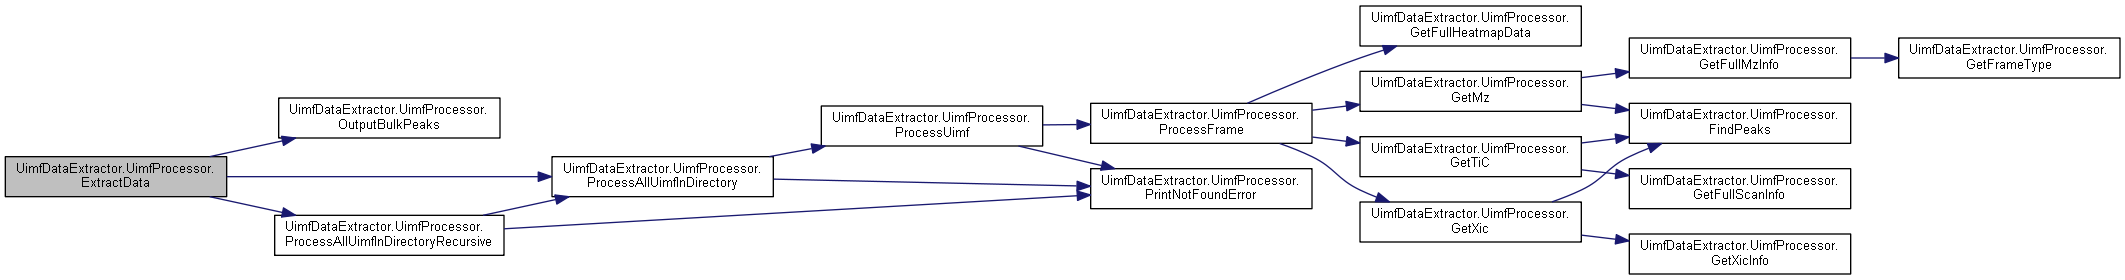 UimfDataExtractor.UimfProcessor.
ExtractData
UimfDataExtractor.UimfProcessor.
OutputBulkPeaks
UimfDataExtractor.UimfProcessor.
ProcessAllUimfInDirectoryRecursive
UimfDataExtractor.UimfProcessor.
ProcessAllUimfInDirectory
UimfDataExtractor.UimfProcessor.
ProcessUimf
UimfDataExtractor.UimfProcessor.
ProcessFrame
UimfDataExtractor.UimfProcessor.
PrintNotFoundError
UimfDataExtractor.UimfProcessor.
GetFullHeatmapData
UimfDataExtractor.UimfProcessor.
GetMz
UimfDataExtractor.UimfProcessor.
GetTiC
UimfDataExtractor.UimfProcessor.
GetXic
UimfDataExtractor.UimfProcessor.
GetFullMzInfo
UimfDataExtractor.UimfProcessor.
FindPeaks
UimfDataExtractor.UimfProcessor.
GetFullScanInfo
UimfDataExtractor.UimfProcessor.
GetXicInfo
UimfDataExtractor.UimfProcessor.
GetFrameType